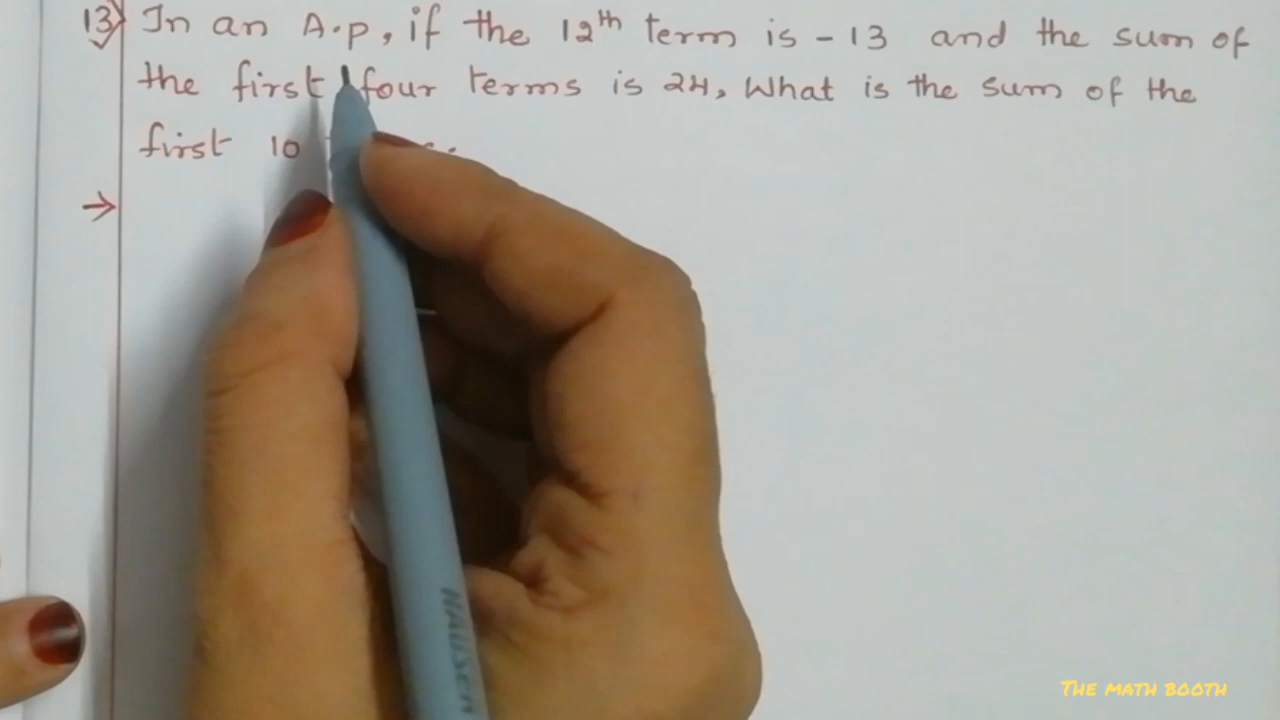 13) In an A.p, if the 12th term is -13 and the sum of
the first four terms is 24, What is the sum of the
first 10
→
HAUSER
THE MATH BOOTH